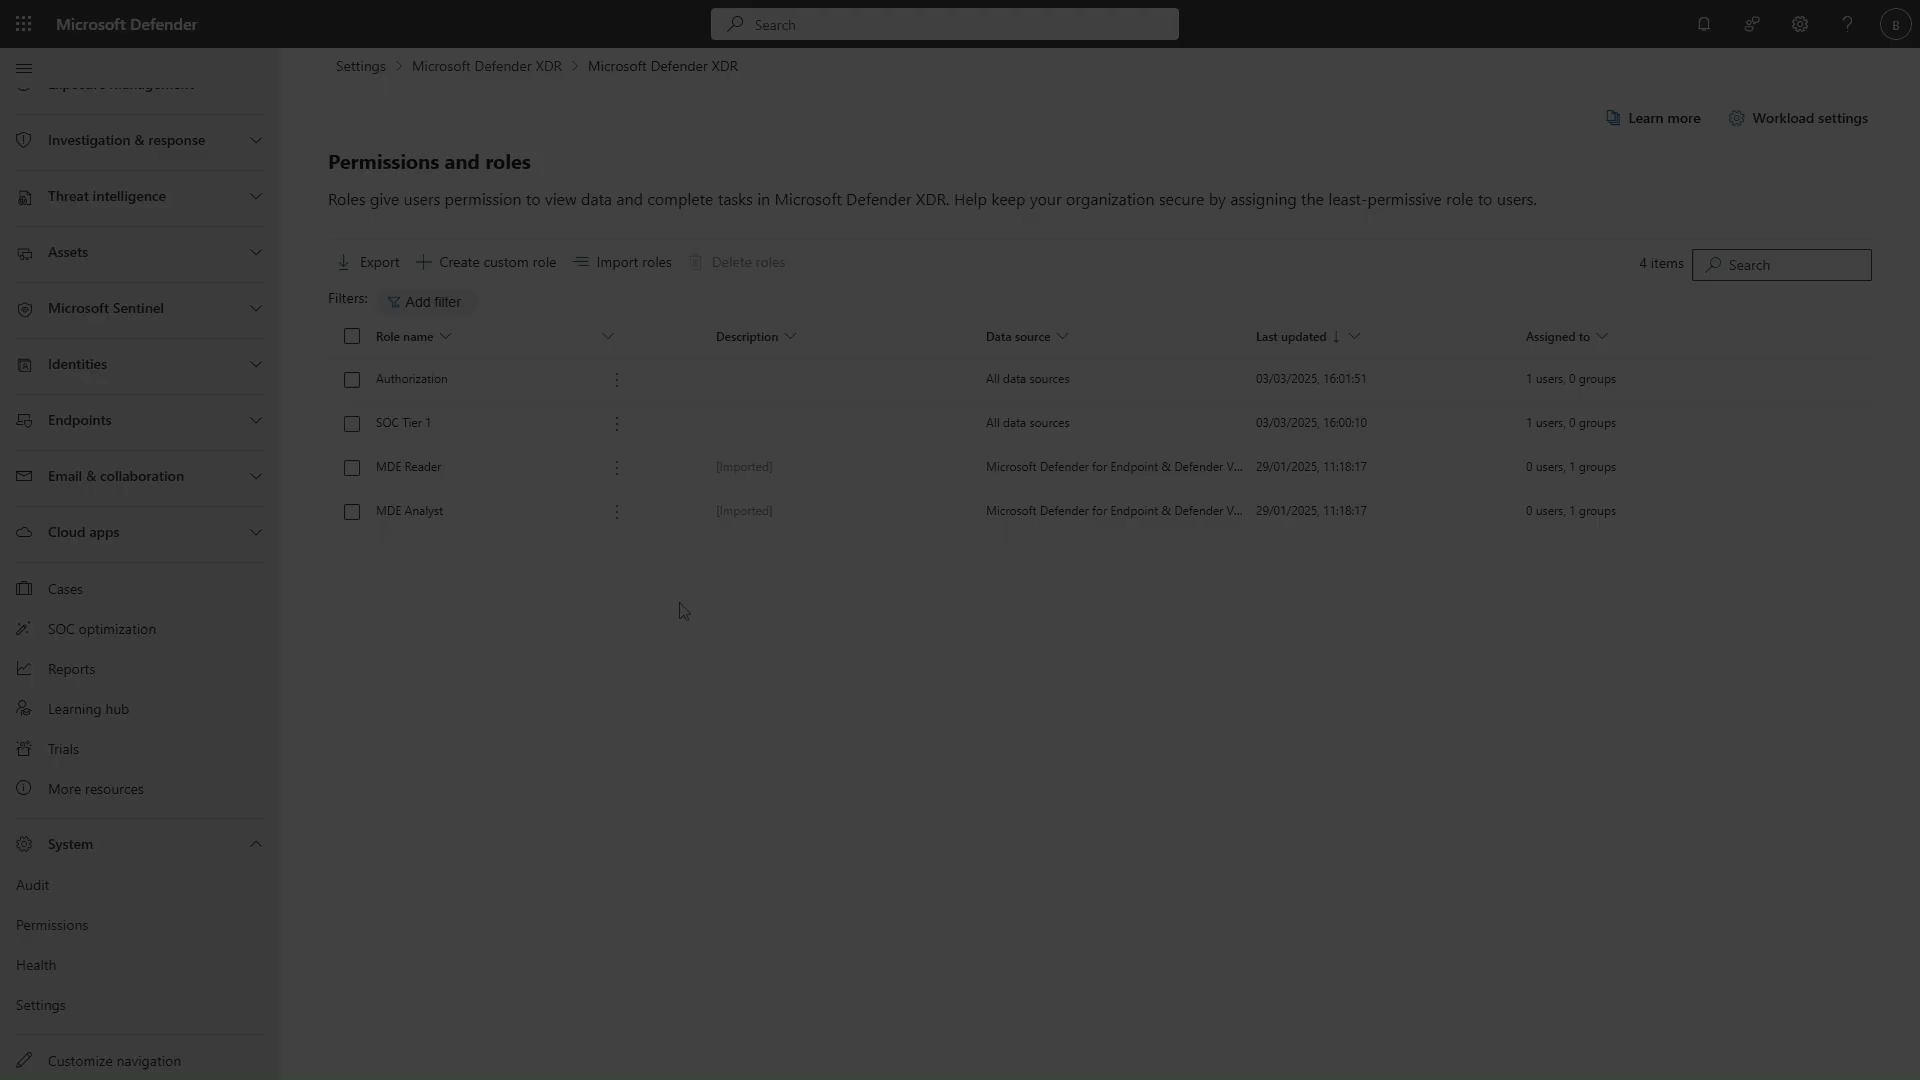 Microsoft Defender
Search
B
Settings > Microsoft Defender XDR > Microsoft Defender XDR
Exposure management
Investigation & response
Threat intelligence
Assets
Microsoft Sentinel
Identities
Endpoints
Email & collaboration
Cloud apps
Cases
SOC optimization
Reports
Learning hub
Trials
More resources
System
Audit
Permissions
Health
Settings
Customize navigation
Learn more
Workload settings
Permissions and roles
Roles give users permission to view data and complete tasks in Microsoft Defender XDR. Help keep your organization secure by assigning the least-permissive role to users.
Export
Create custom role
Import roles
Delete roles
4 items
Search
Filters:
Add filter
Role name Description Data source Last updated Assigned to
Authorization All data sources 03/03/2025, 16:01:51 1 users, 0 groups
SOC Tier 1 All data sources 03/03/2025, 16:00:10 1 users, 0 groups
MDE Reader [Imported] Microsoft Defender for Endpoint & Defender V... 29/01/2025, 11:18:17 0 users, 1 groups
MDE Analyst [Imported] Microsoft Defender for Endpoint & Defender V... 29/01/2025, 11:18:17 0 users, 1 groups